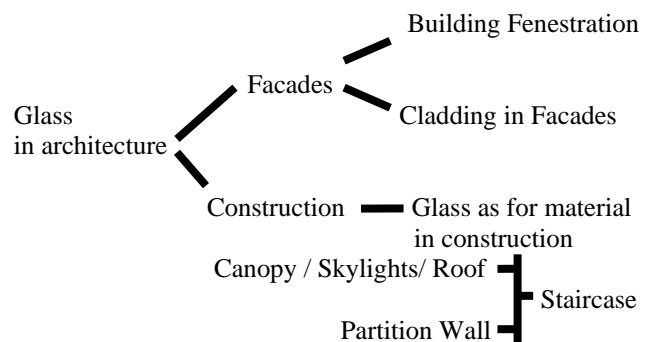 Building Fenestration
Facades
Glass
in architecture
Cladding in Facades
Construction
Glass as for material
in construction
Canopy / Skylights/ Roof
Staircase
Partition Wall